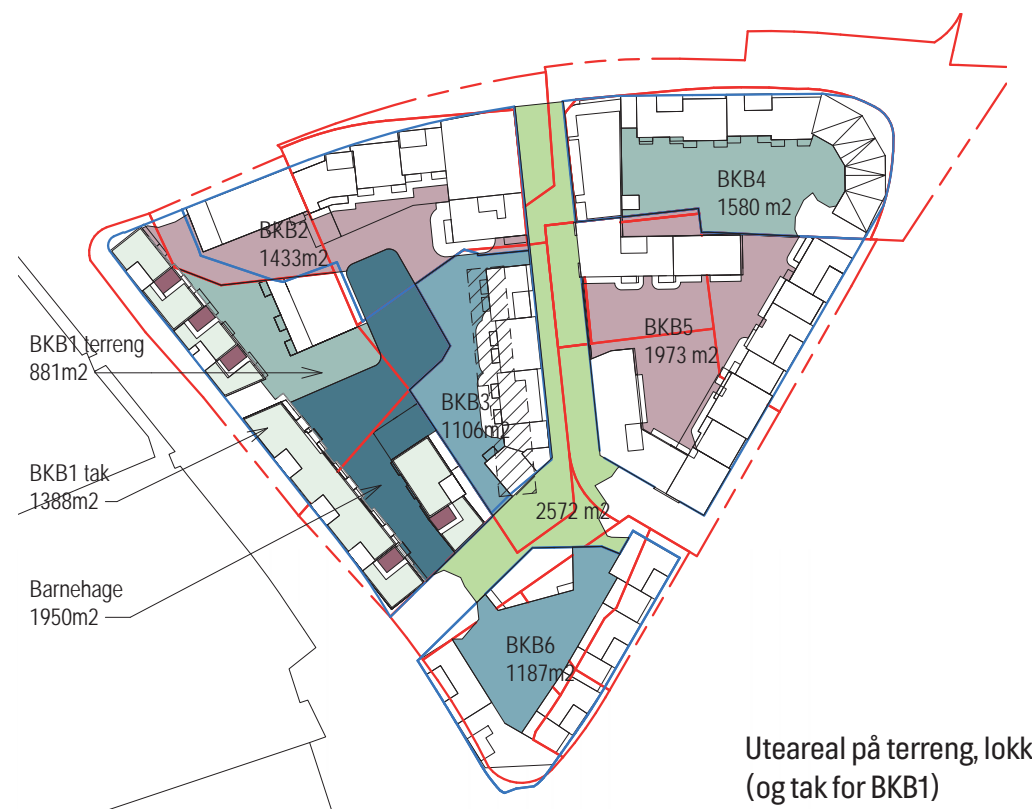 BKB4
1580 m2
BKB2
1433m2
BKB5
1973 m2
BKB1 terreng
881m2
BKB3
1106m2
BKB1 tak
1388m2
2572 m2
Barnehage
1950m2
BKB6
1187m2
Uteareal på terreng, lokk
(og tak for BKB1)